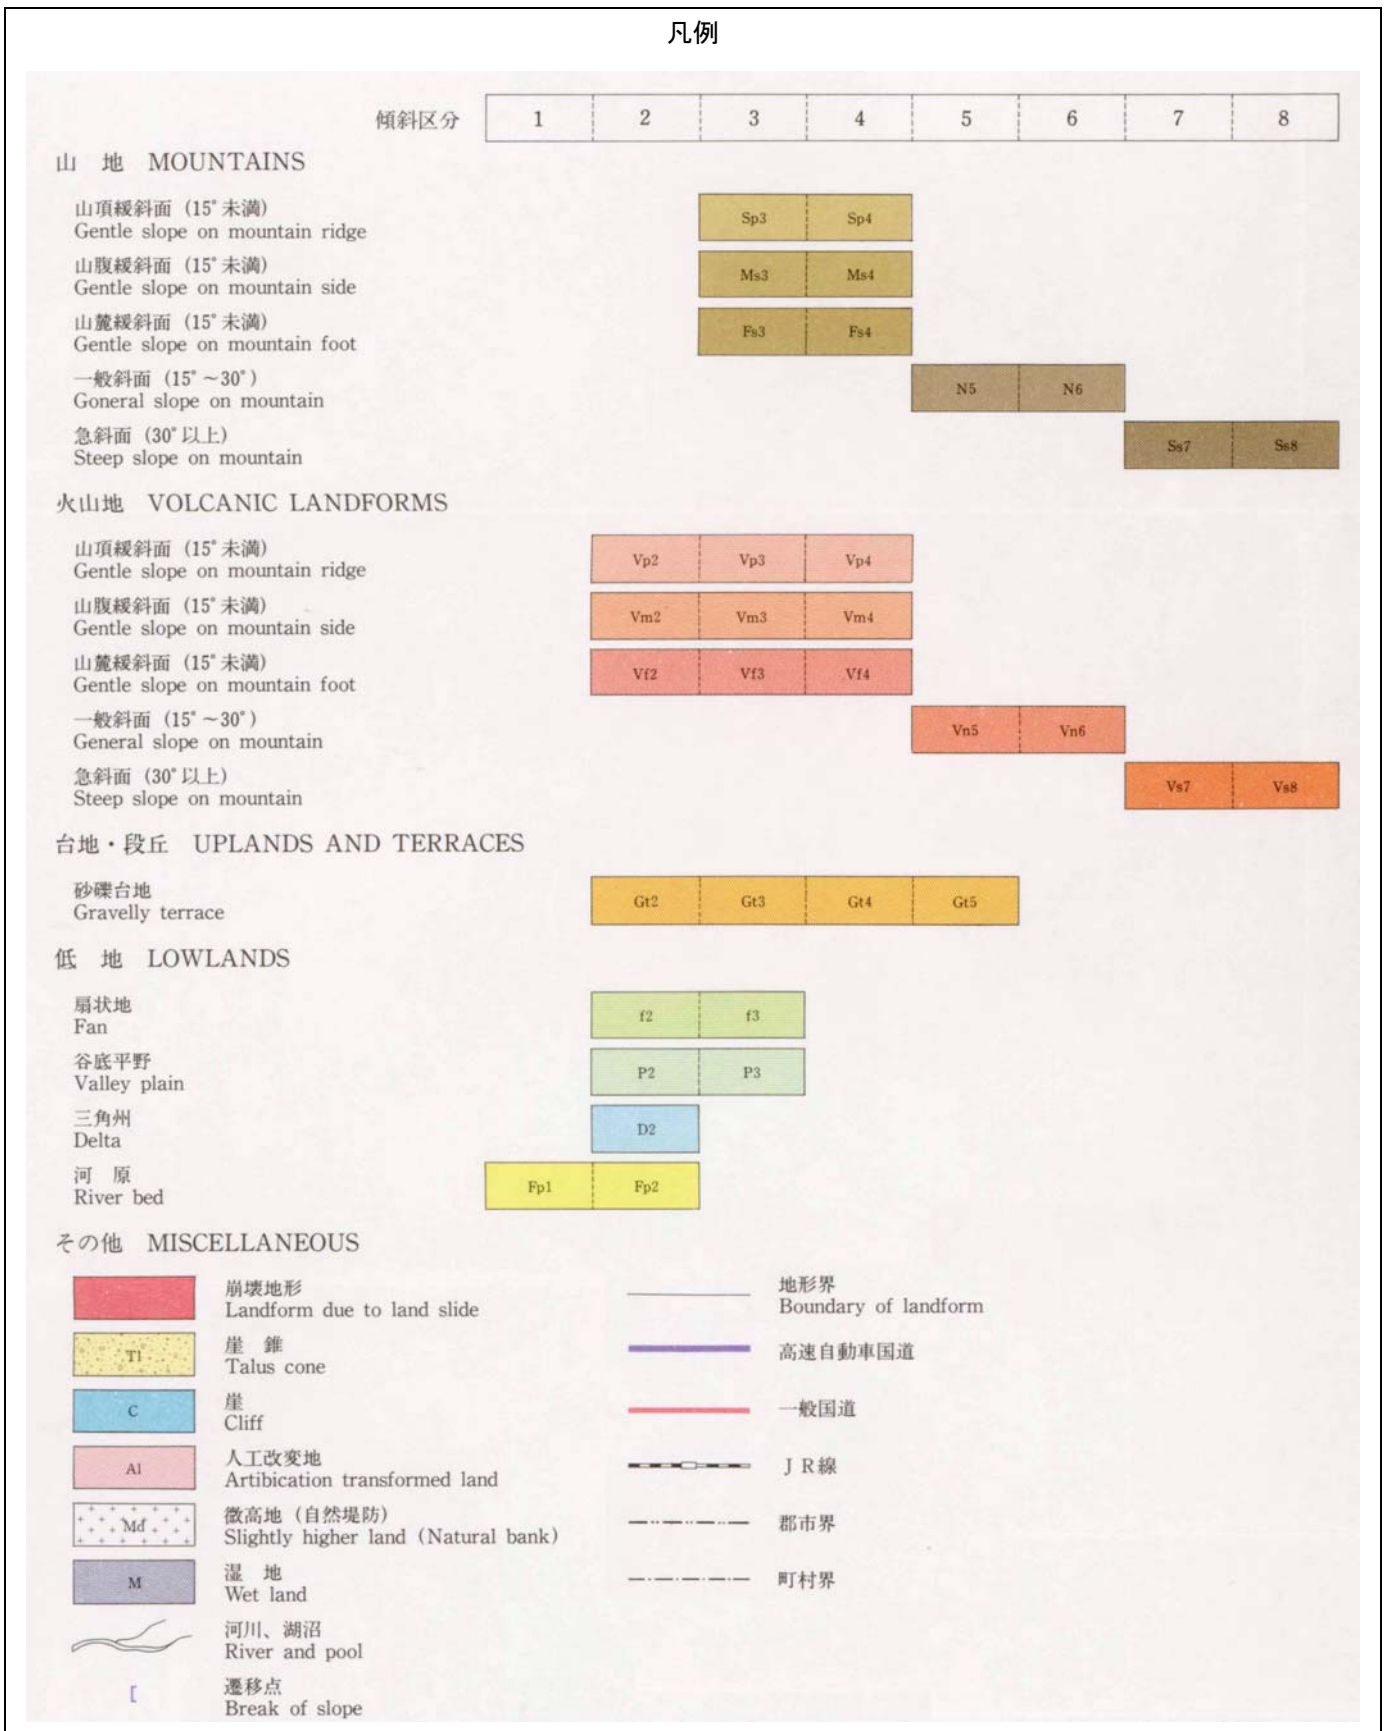 凡例
傾斜区分 1 2 3 4 5 6 7 8
山 地 MOUNTAINS
山頂緩斜面 (15°未満)
Gentle slope on mountain ridge
Sp3 Sp4
山腹緩斜面 (15°未満)
Gentle slope on mountain side
Ms3 Ms4
山麓緩斜面 (15°未満)
Gentle slope on mountain foot
Fs3 Fs4
一般斜面 (15°~30°)
Goneral slope on mountain
N5 N6
急斜面 (30°以上)
Steep slope on mountain
Ss7 Ss8
火山地 VOLCANIC LANDFORMS
山頂緩斜面 (15°未満)
Gentle slope on mountain ridge
Vp2 Vp3 Vp4
山腹緩斜面 (15°未満)
Gentle slope on mountain side
Vm2 Vm3 Vm4
山麓緩斜面 (15°未満)
Gentle slope on mountain foot
Vf2 Vf3 Vf4
一般斜面 (15°~30°)
General slope on mountain
Vn5 Vn6
急斜面 (30°以上)
Steep slope on mountain
Vs7 Vs8
台地・段丘 UPLANDS AND TERRACES
砂礫台地
Gravelly terrace
Gt2 Gt3 Gt4 Gt5
低 地 LOWLANDS
扇状地
Fan
f2 f3
谷底平野
Valley plain
P2 P3
三角州
Delta
D2
河 原
River bed
Fp1 Fp2
その他 MISCELLANEOUS
崩壊地形
Landform due to land slide
Tl
崖 錐
Talus cone
C
崖
Cliff
Al
人工改変地
Artibication transformed land
Md
微高地 (自然堤防)
Slightly higher land (Natural bank)
M
湿 地
Wet land
河川、湖沼
River and pool
遷移点
Break of slope
地形界
Boundary of landform
高速自動車国道
一般国道
JR線
郡市界
町村界